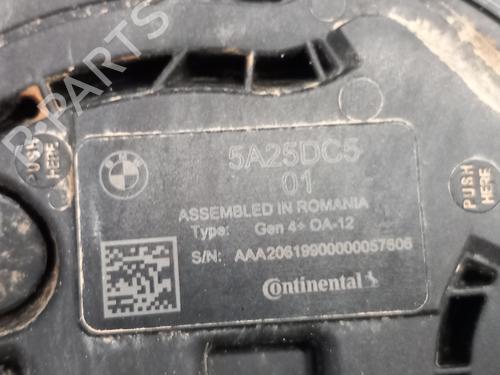 B-PARTS
PUSH
HERE
5A25DC5
01
ASSEMBLED IN ROMANIA
Type: Gen 4+ OA-12
S/N: AAA20619900000057606
Continental
PUSH
HERE